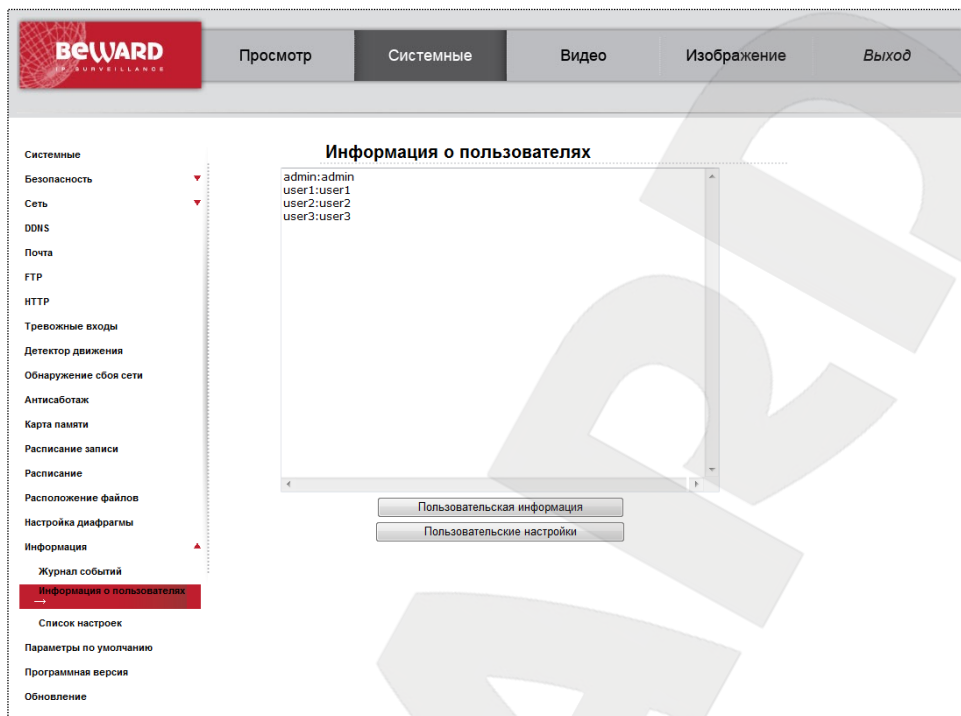 BEWARD
IP SURVEILLANCE
Просмотр
Системные
Видео
Изображение
Выход
Системные
Безопасность
Сеть
DDNS
Почта
FTP
HTTP
Тревожные входы
Детектор движения
Обнаружение сбоя сети
Антисаботаж
Карта памяти
Расписание записи
Расписание
Расположение файлов
Настройка диафрагмы
Информация
Журнал событий
Информация о пользователях
Список настроек
Параметры по умолчанию
Программная версия
Обновление
Информация о пользователях
admin:admin
user1:user1
user2:user2
user3:user3
Пользовательская информация
Пользовательские настройки